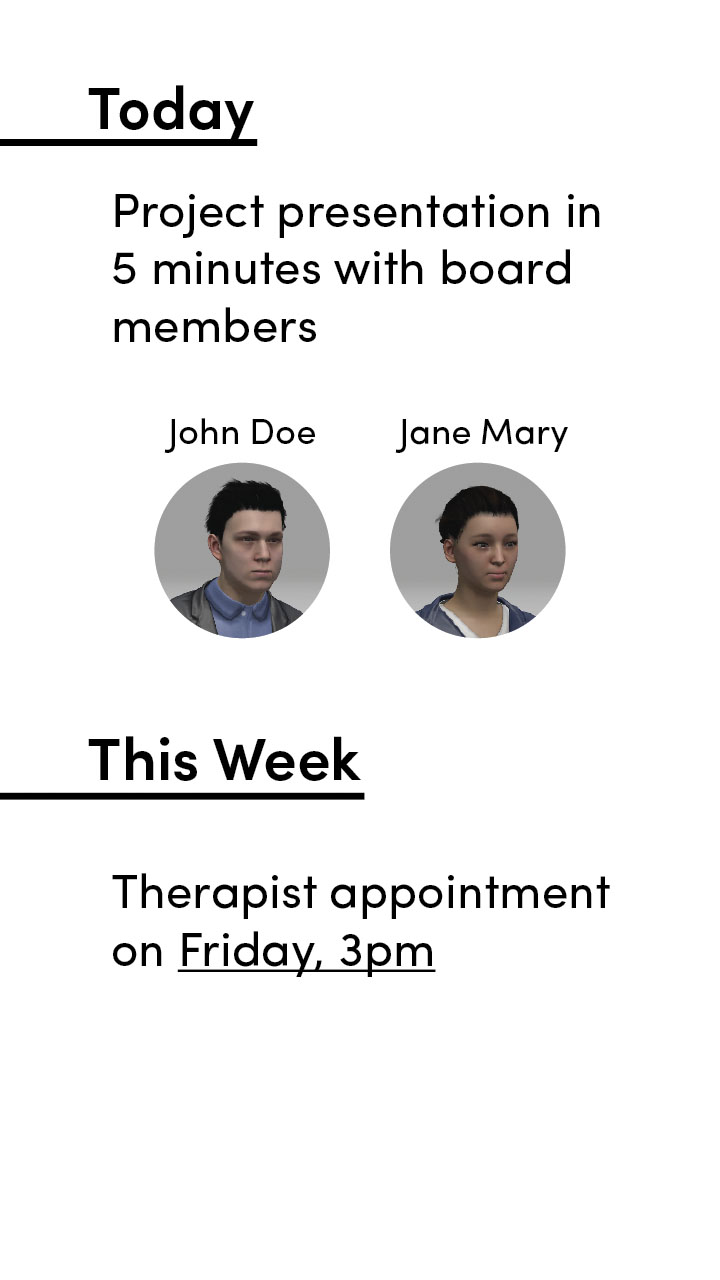 Today
Project presentation in
5 minutes with board
members
John Doe
Jane Mary
This Week
Therapist appointment
on Friday, 3pm